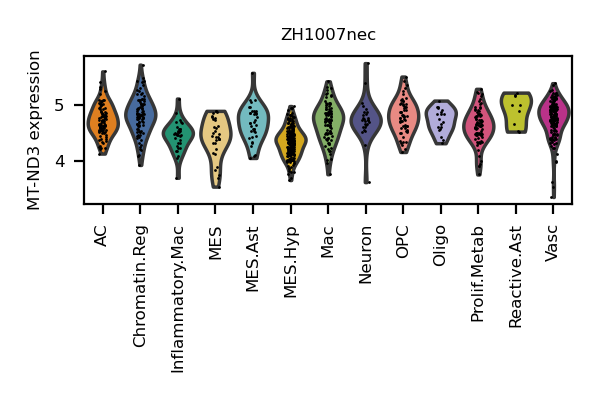 ZH1007nec
MT-ND3 expression
5
4
AC
Chromatin.Reg
Inflammatory.Mac
MES
MES.Ast
MES.Hyp
Mac
Neuron
OPC
Oligo
Prolif.Metab
Reactive.Ast
Vasc